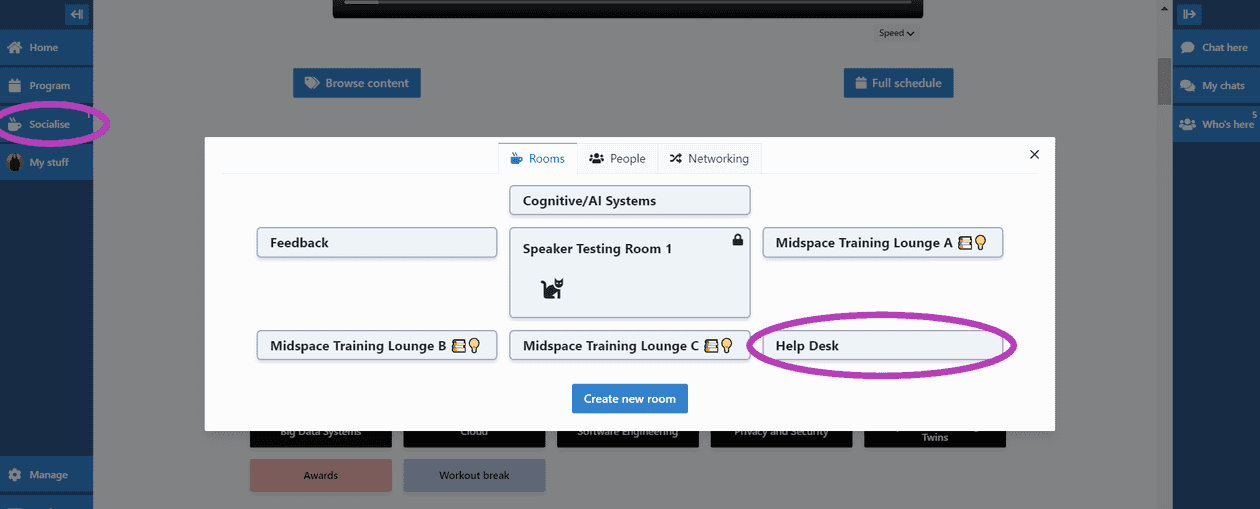 Speed
Home
Chat here
Program
Browse content
Full schedule
My chats
Socialise
Who's here
5
My stuff
Rooms
People
Networking
Cognitive/AI Systems
Feedback
Speaker Testing Room 1
Midspace Training Lounge A
Midspace Training Lounge B
Midspace Training Lounge C
Help Desk
Create new room
Big Data Systems
Cloud
Software Engineering
Privacy and Security
Twins
Awards
Workout break
Manage